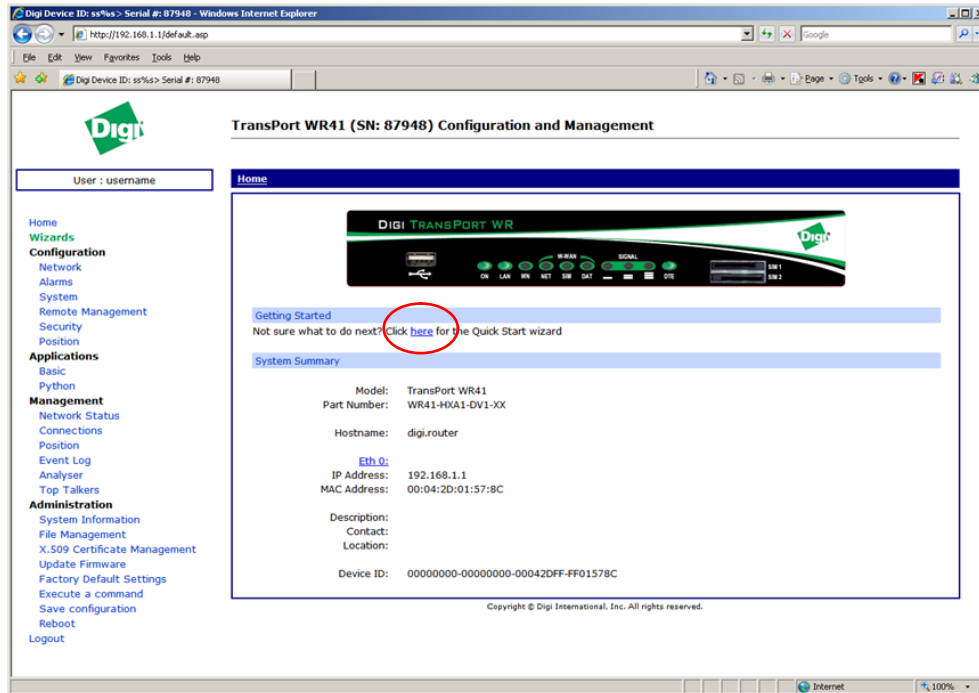 Digi Device ID: ss%s> Serial #: 87948 - Windows Internet Explorer
http://192.168.1.1/default.asp
Google
File Edit View Favorites Tools Help
Digi Device ID: ss%s> Serial #: 87948
Page Tools
Digi
TransPort WR41 (SN: 87948) Configuration and Management
User : username
Home
Home
Wizards
Configuration
Network
Alarms
System
Remote Management
Security
Position
Applications
Basic
Python
Management
Network Status
Connections
Position
Event Log
Analyser
Top Talkers
Administration
System Information
File Management
X.509 Certificate Management
Update Firmware
Factory Default Settings
Execute a command
Save configuration
Reboot
Logout
DIGI TRANSPORT WR
Digi
W-WAN SIGNAL
ON LAN WN NET SIM DAT DTE
SIM 1
SIM 2
Getting Started
Not sure what to do next? Click here for the Quick Start wizard
System Summary
Model: TransPort WR41
Part Number: WR41-HXA1-DV1-XX
Hostname: digi.router
Eth 0:
IP Address: 192.168.1.1
MAC Address: 00:04:2D:01:57:8C
Description:
Contact:
Location:
Device ID: 00000000-00000000-00042DFF-FF01578C
Copyright © Digi International, Inc. All rights reserved.
Internet
100%